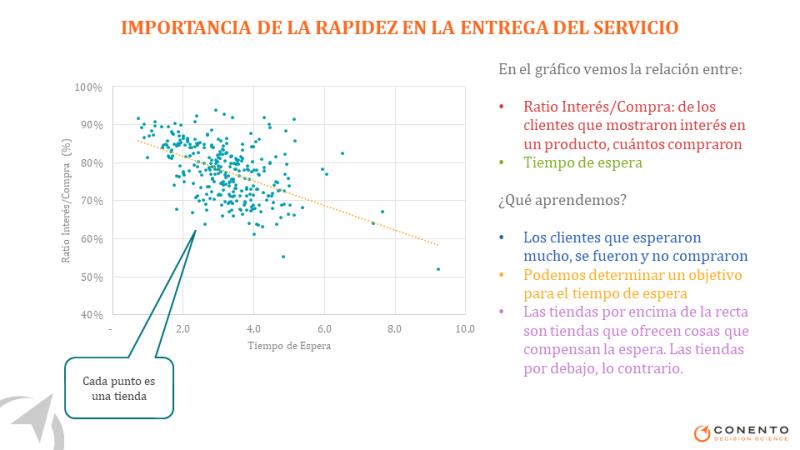 IMPORTANCIA DE LA RAPIDEZ EN LA ENTREGA DEL SERVICIO
100%
90%
80%
70%
60%
50%
40%
Ratio Interés/Compra (%)
- 2.0 4.0 6.0 8.0 10.0
Tiempo de Espera
Cada punto es
una tienda
En el gráfico vemos la relación entre:
• Ratio Interés/Compra: de los
clientes que mostraron interés en
un producto, cuántos compraron
• Tiempo de espera
¿Qué aprendemos?
• Los clientes que esperaron
mucho, se fueron y no compraron
• Podemos determinar un objetivo
para el tiempo de espera
• Las tiendas por encima de la recta
son tiendas que ofrecen cosas que
compensan la espera. Las tiendas
por debajo, lo contrario.
CONENTO
DECISION SCIENCE